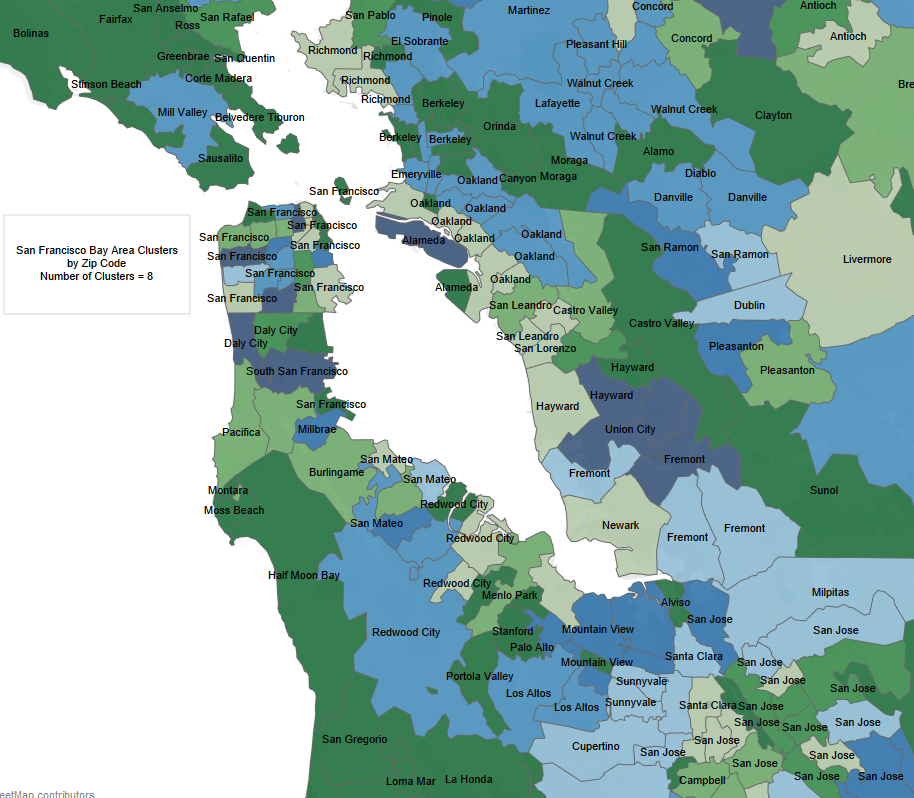 San Anselmo
San Pablo
Pinole
Martinez
Concord
Antioch
Fairfax
San Rafael
Ross
Bolinas
El Sobrante
Pleasant Hill
Concord
Antioch
Richmond
Richmond
Greenbrae
San Quentin
Corte Madera
Richmond
Stinson Beach
Walnut Creek
Bre
Richmond
Berkeley
Lafayette
Walnut Creek
Mill Valley
Belvedere Tiburon
Clayton
Orinda
Berkeley
Berkeley
Walnut Creek
Sausalito
Moraga
Alamo
Emeryville
Oakland
Canyon
Moraga
Diablo
San Francisco
Danville
Danville
Oakland
Oakland
San Francisco
San Francisco
Oakland
Oakland
San Francisco
Alameda
Oakland
San Francisco
San Ramon
San Ramon
San Francisco Bay Area Clusters
by Zip Code
Number of Clusters = 8
San Francisco
Oakland
Livermore
San Francisco
Oakland
Alameda
San Francisco
San Francisco
San Leandro
Castro Valley
Dublin
Castro Valley
Daly City
San Leandro
Daly City
San Lorenzo
Pleasanton
South San Francisco
Hayward
Pleasanton
Hayward
San Francisco
Hayward
Pacifica
Millbrae
Union City
San Mateo
Fremont
Burlingame
Fremont
San Mateo
Montara
Sunol
Redwood City
Moss Beach
San Mateo
Newark
Fremont
Redwood City
Fremont
Half Moon Bay
Redwood City
Menlo Park
Milpitas
Alviso
San Jose
Redwood City
Stanford
Mountain View
San Jose
Palo Alto
Santa Clara
Mountain View
San Jose
Portola Valley
Sunnyvale
San Jose
San Jose
Los Altos
Sunnyvale
Los Altos
Santa Clara
San Jose
San Jose
San Jose
San Jose
San Gregorio
San Jose
Cupertino
San Jose
San Jose
San Jose
Loma Mar
La Honda
Campbell
San Jose
San Jose
eetMap contributors